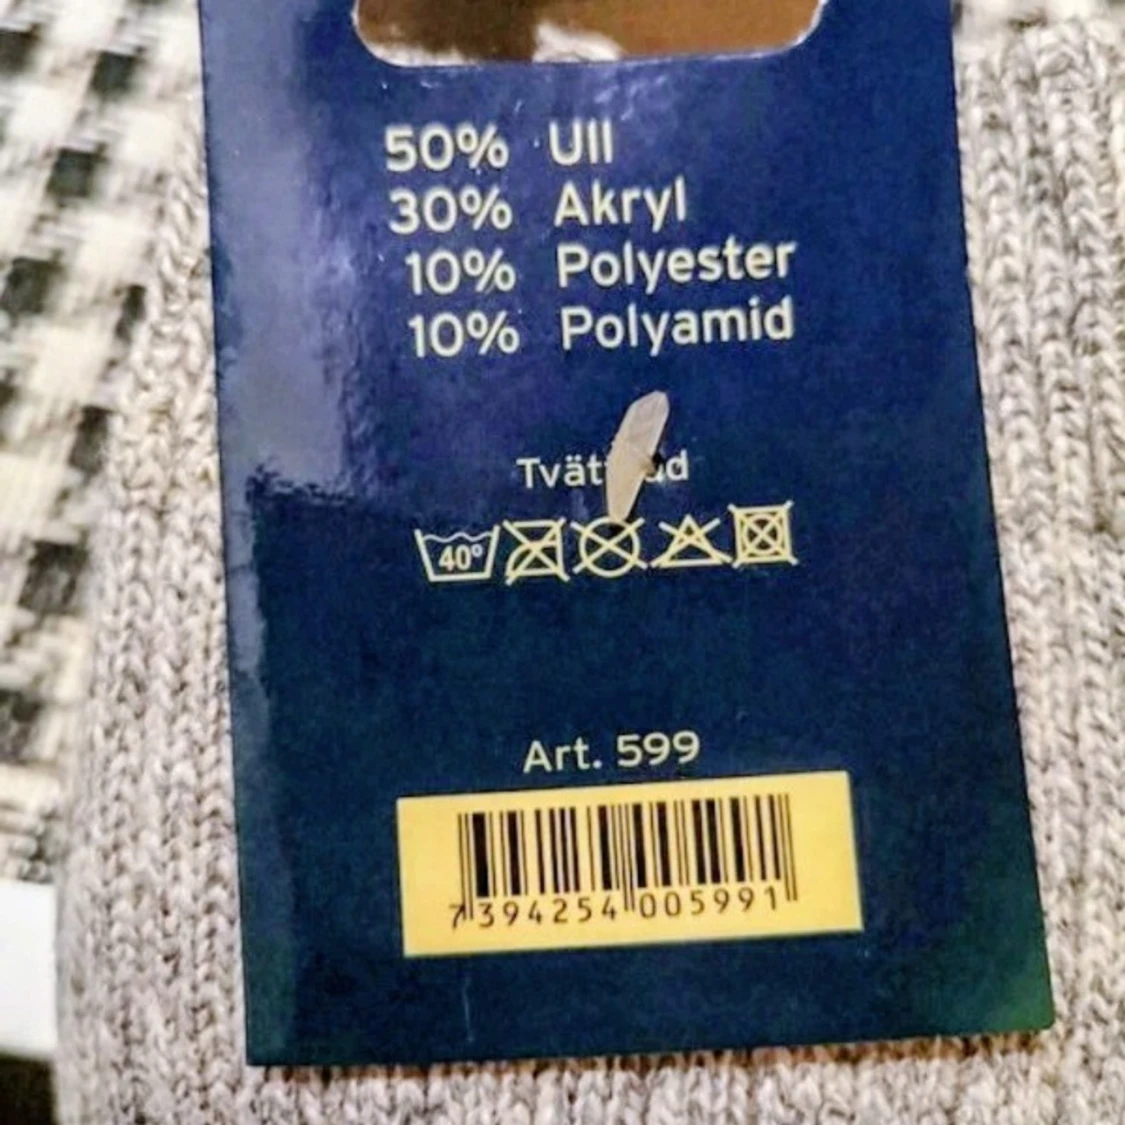 50% Ull
30% Akryl
10% Polyester
10% Polyamid
40°
Art. 599
7394254005991